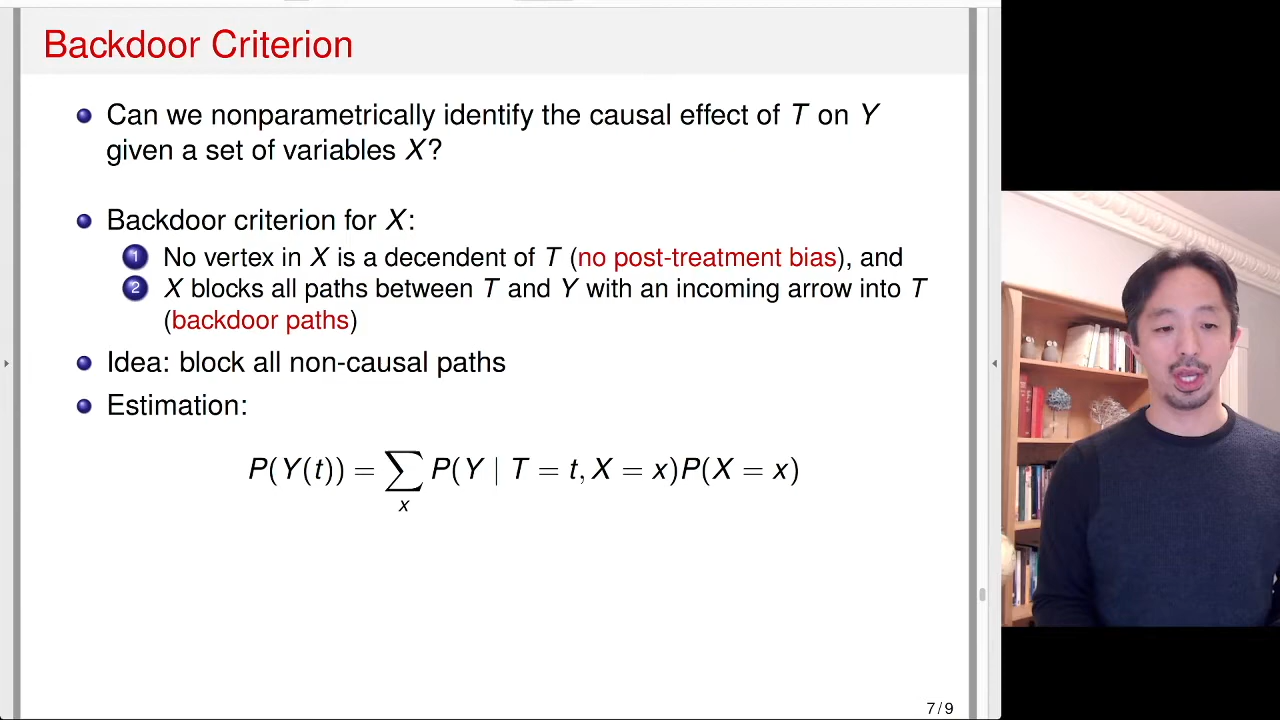 Backdoor Criterion
Can we nonparametrically identify the causal effect of T on Y
given a set of variables X?
Backdoor criterion for X:
1 No vertex in X is a decendent of T (no post-treatment bias), and
2 X blocks all paths between T and Y with an incoming arrow into T
(backdoor paths)
Idea: block all non-causal paths
Estimation:
P(Y(t)) = ∑ P(Y | T = t, X = x)P(X = x)
x
7/9